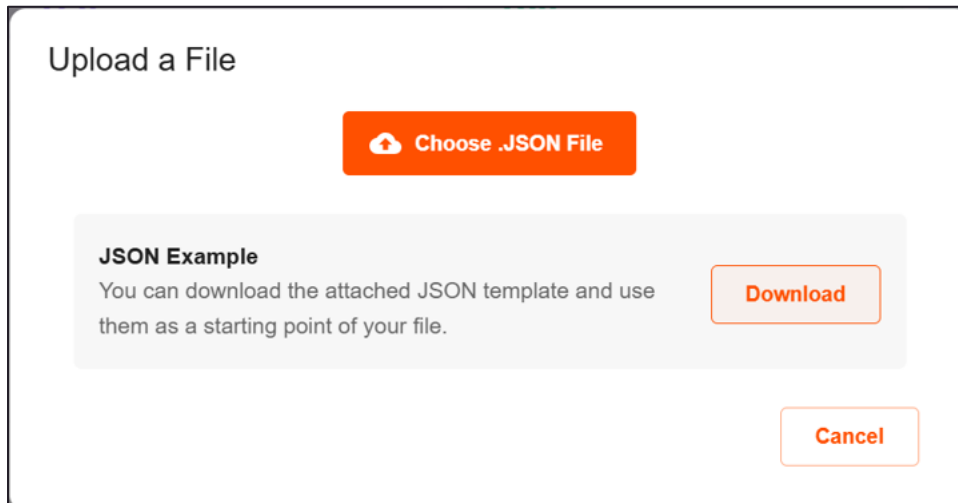 Upload a File
Choose .JSON File
JSON Example
You can download the attached JSON template and use
them as a starting point of your file.
Download
Cancel